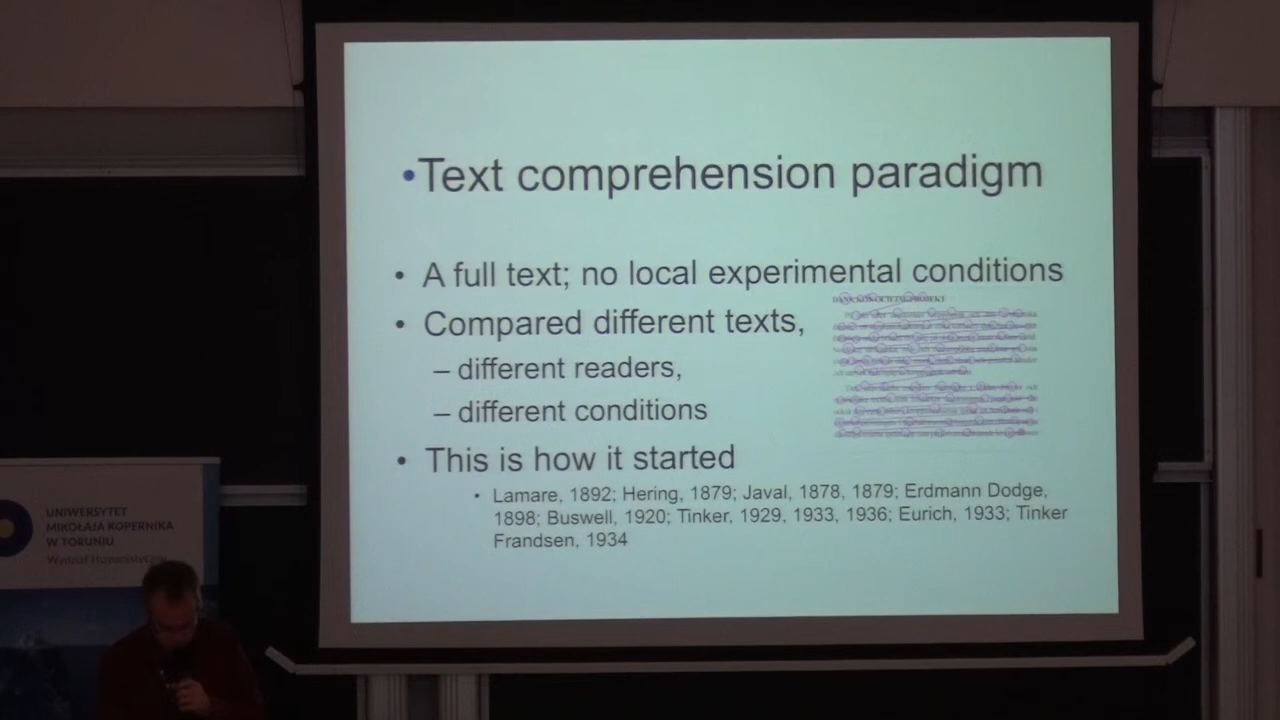 •Text comprehension paradigm
• A full text; no local experimental conditions
• Compared different texts,
– different readers,
– different conditions
• This is how it started
• Lamare, 1892; Hering, 1879; Javal, 1878, 1879; Erdmann Dodge,
1898; Buswell, 1920; Tinker, 1929, 1933, 1936; Eurich, 1933; Tinker
Frandsen, 1934
UNIWERSYTET
MIKOŁAJA KOPERNIKA
W TORUNIU
Wydział Humanistyczny